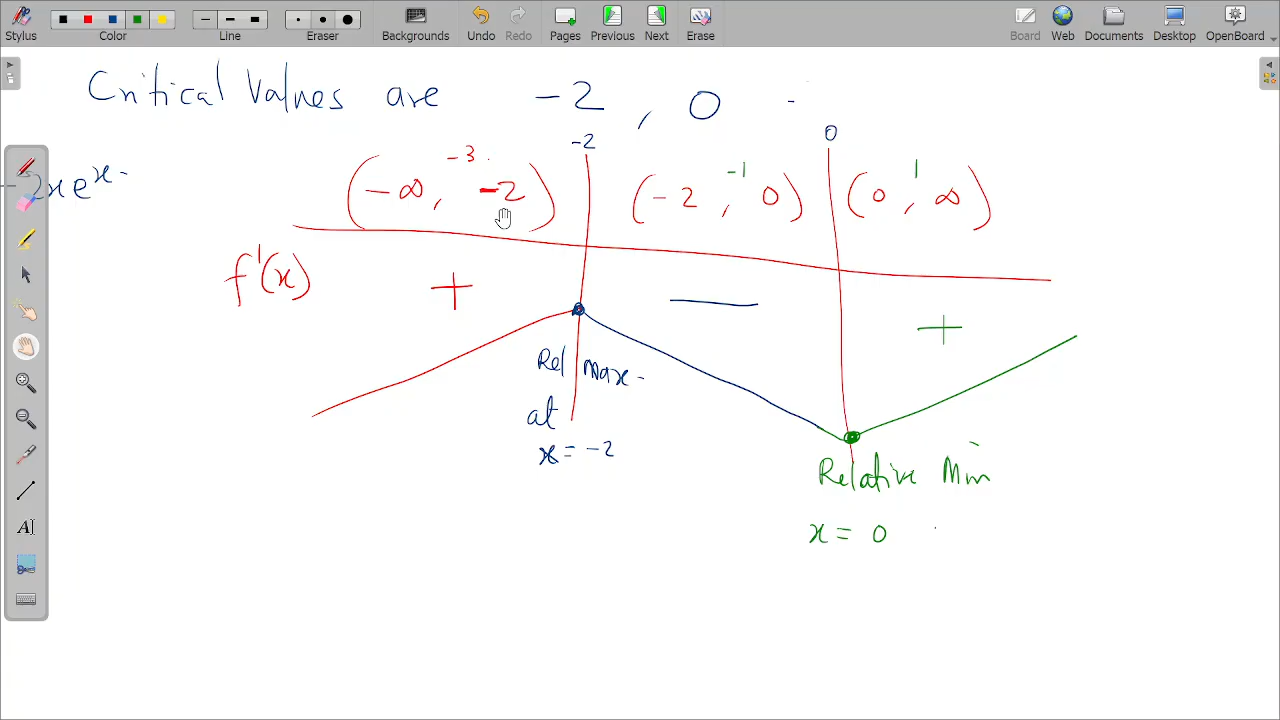 Stylus Color Line Eraser Backgrounds Undo Redo Pages Previous Next Erase Board Web Documents Desktop OpenBoard
Critical Values are -2 , 0 .
-2 0
2xe^x.
-3 -1 1
(-∞, -2) (-2, 0) (0, ∞)
f'(x) + — +
Rel max.
at
x = -2
Relative Min
x = 0